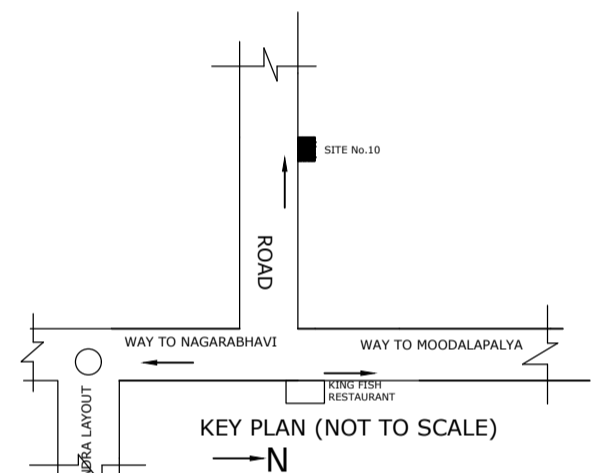 SITE No.10
ROAD
WAY TO NAGARABHAVI
WAY TO MOODALAPALYA
KING FISH
RESTAURANT
LAYOUT
KEY PLAN (NOT TO SCALE)
N